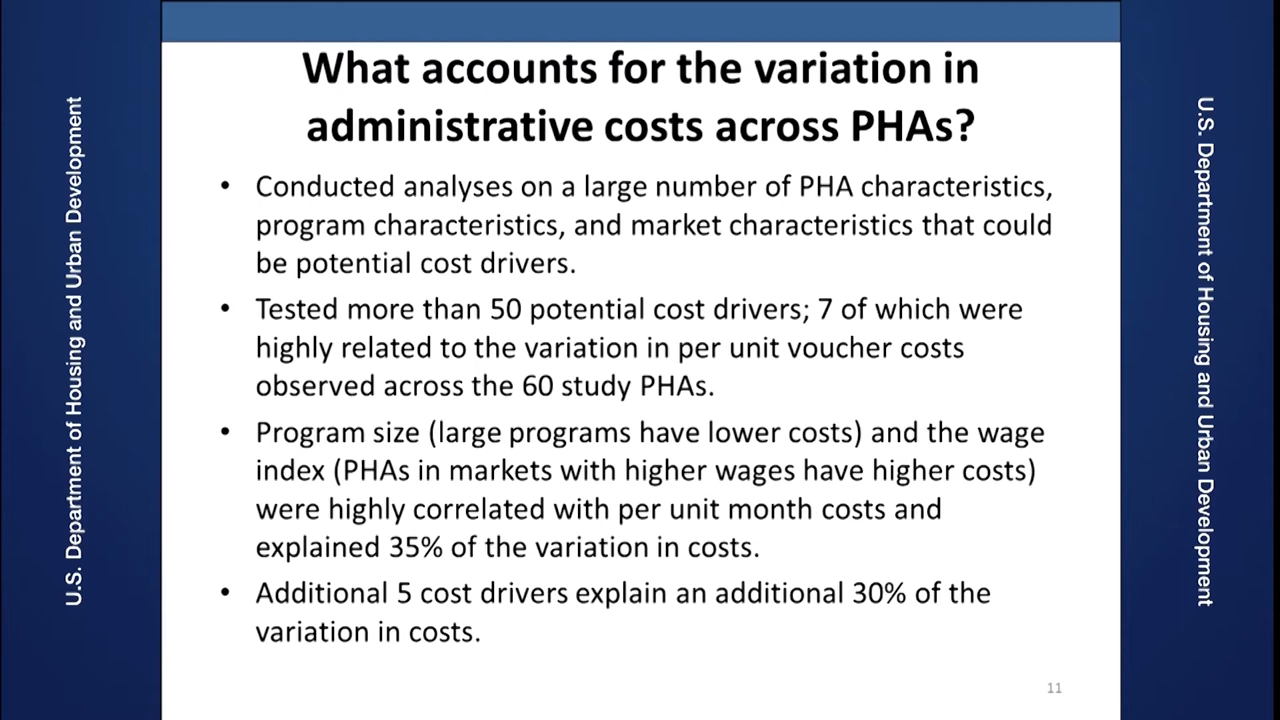 U.S. Department of Housing and Urban Development
What accounts for the variation in
administrative costs across PHAs?
• Conducted analyses on a large number of PHA characteristics,
program characteristics, and market characteristics that could
be potential cost drivers.
• Tested more than 50 potential cost drivers; 7 of which were
highly related to the variation in per unit voucher costs
observed across the 60 study PHAs.
• Program size (large programs have lower costs) and the wage
index (PHAs in markets with higher wages have higher costs)
were highly correlated with per unit month costs and
explained 35% of the variation in costs.
• Additional 5 cost drivers explain an additional 30% of the
variation in costs.
11
U.S. Department of Housing and Urban Development